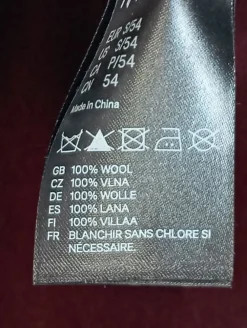 EUR S/54
US S/54
CA P/54
CN 54
Made in China
GB 100% WOOL
CZ 100% VLNA
DE 100% WOLLE
ES 100% LANA
FI 100% VILLAA
FR BLANCHIR SANS CHLORE SI
NÉCESSAIRE.